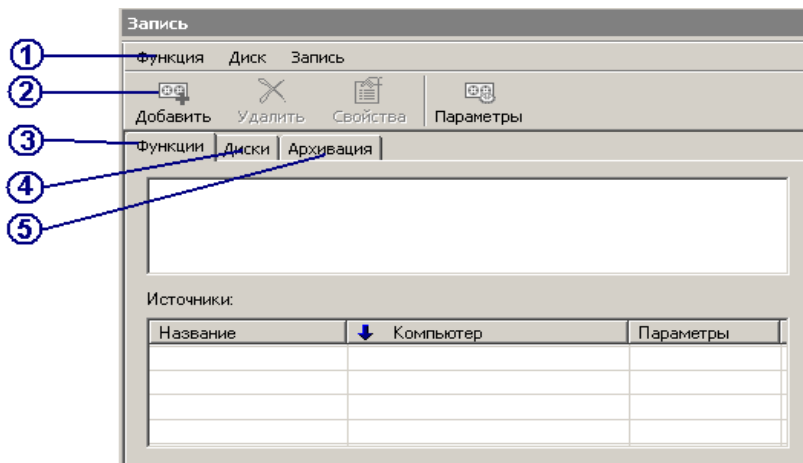 Запись
1 Функция Диск Запись
2 Добавить Удалить Свойства Параметры
3 Функции Диски Архивация
4
5
Источники:
Название Компьютер Параметры